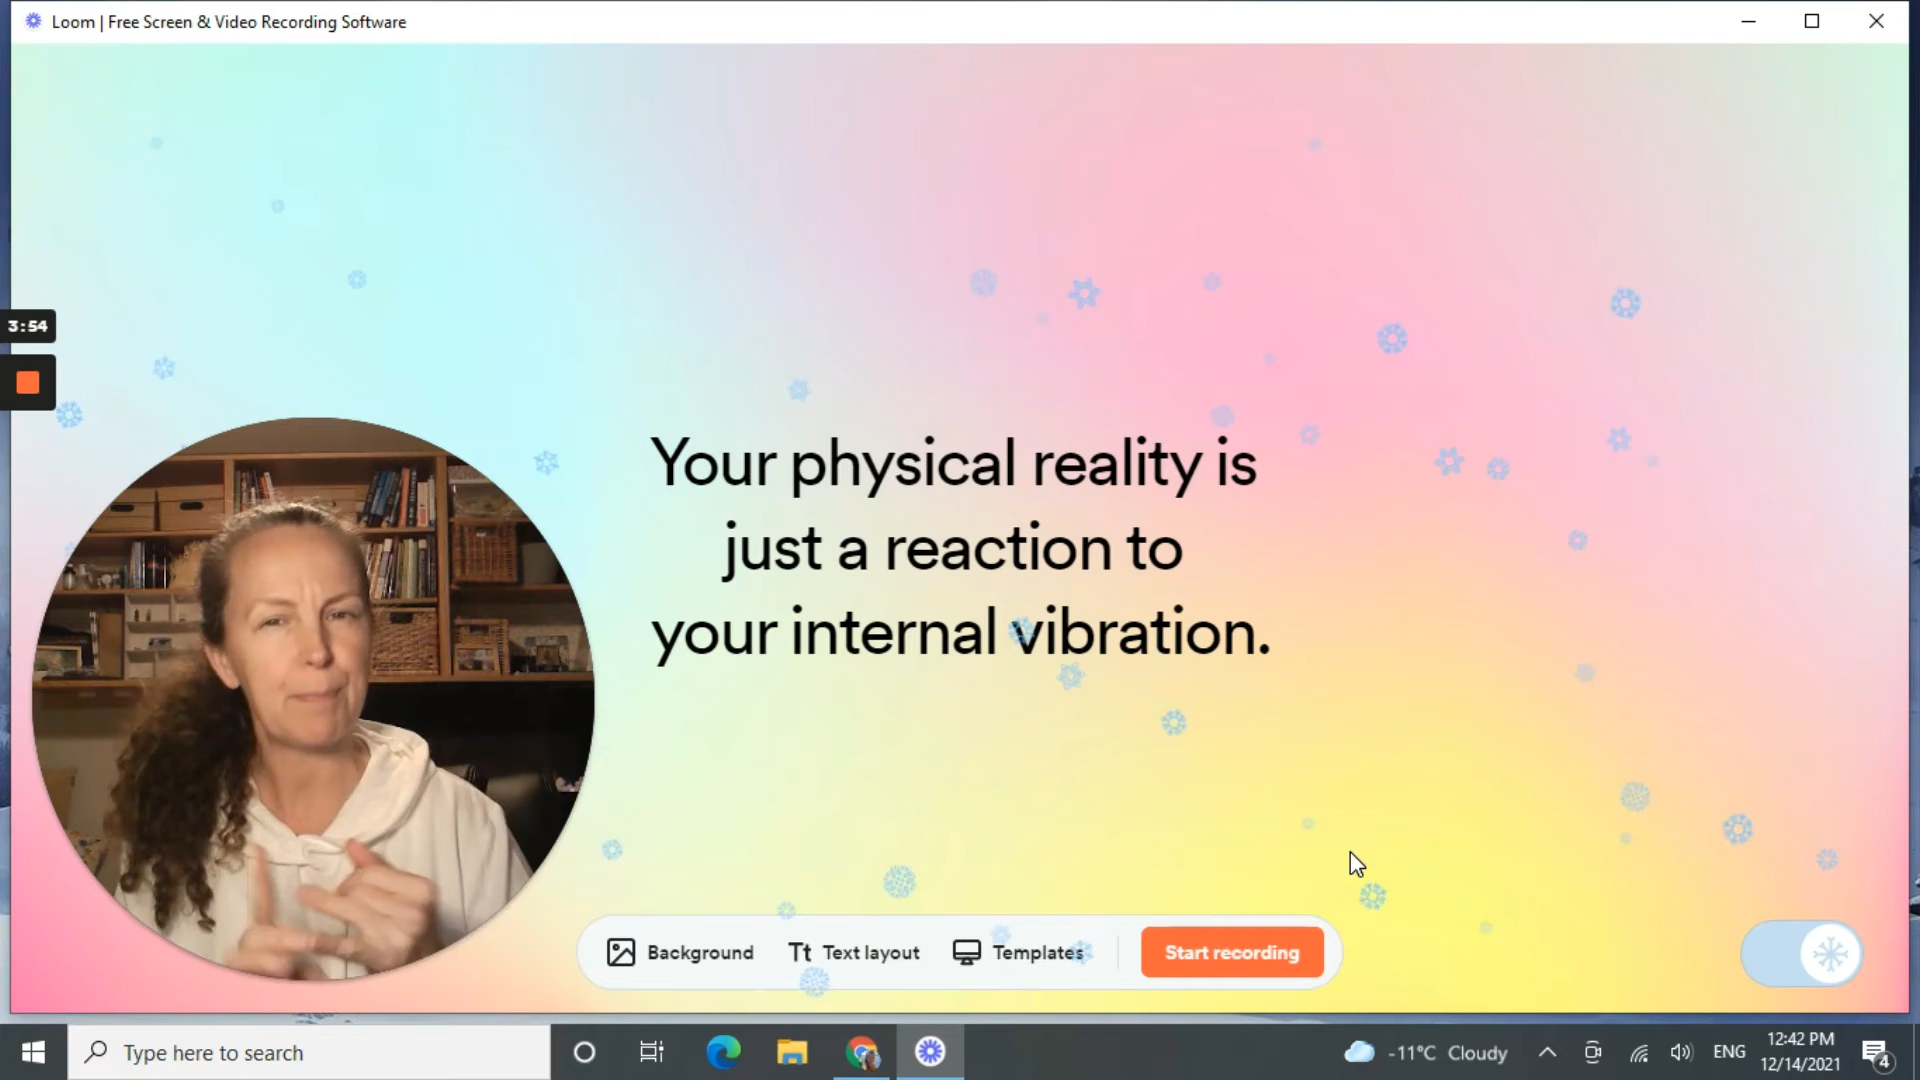 Loom | Free Screen & Video Recording Software
3:54
Your physical reality is
just a reaction to
your internal vibration.
Background
Tt Text layout
Templates
Start recording
Type here to search
-11°C Cloudy
ENG
12:42 PM
12/14/2021
4